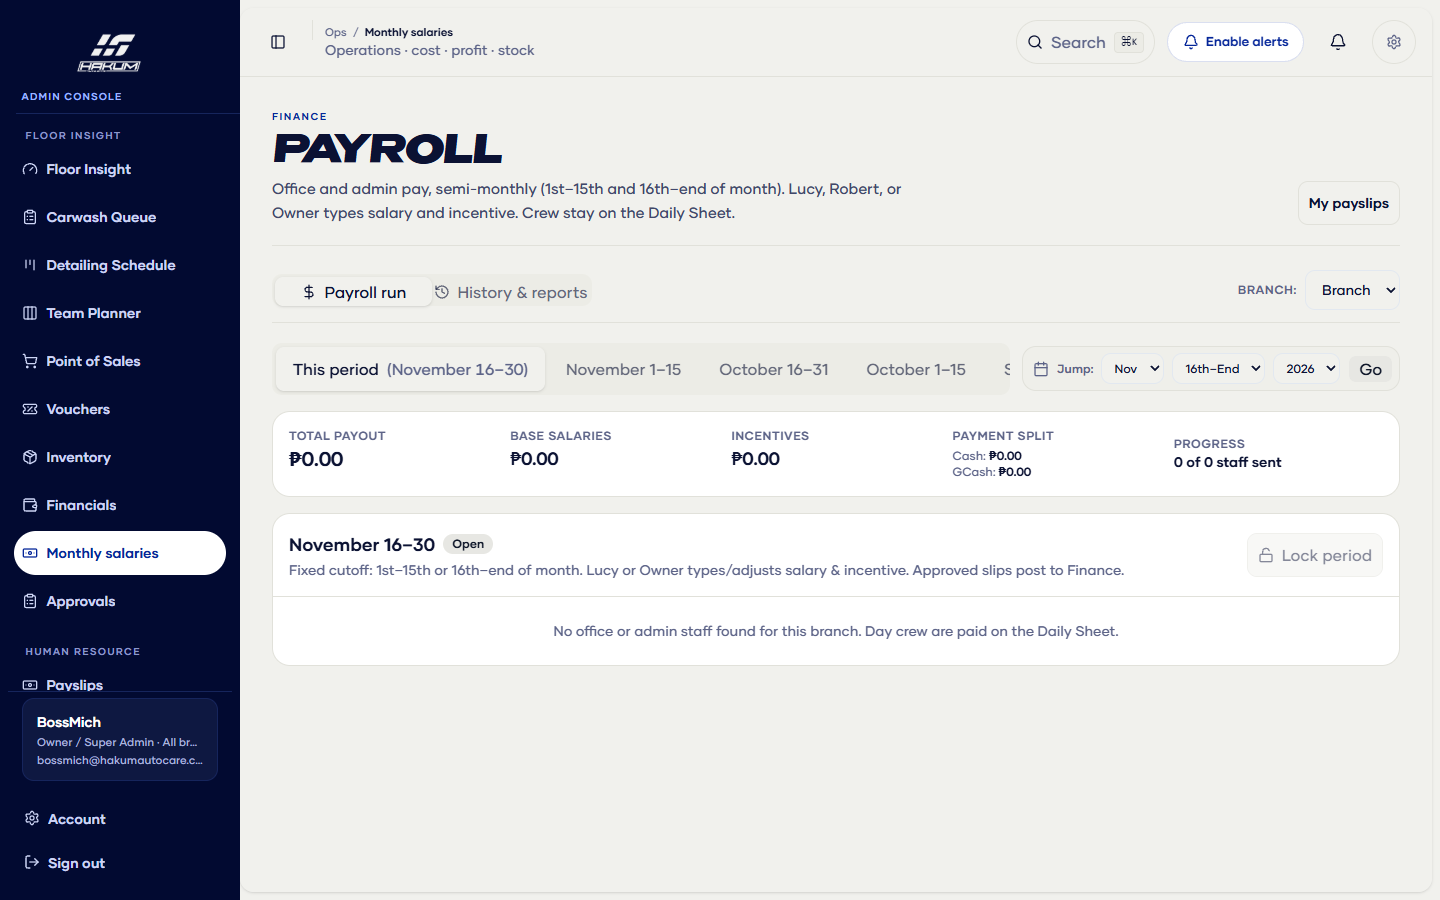 HAKUM
ADMIN CONSOLE
FLOOR INSIGHT
Floor Insight
Carwash Queue
Detailing Schedule
Team Planner
Point of Sales
Vouchers
Inventory
Financials
Monthly salaries
Approvals
HUMAN RESOURCE
Payslips
BossMich
Owner / Super Admin · All br...
bossmich@hakumautocare.c...
Account
Sign out
Ops / Monthly salaries
Operations · cost · profit · stock
Search ⌘K
Enable alerts
FINANCE
PAYROLL
Office and admin pay, semi-monthly (1st–15th and 16th–end of month). Lucy, Robert, or
Owner types salary and incentive. Crew stay on the Daily Sheet.
My payslips
Payroll run
History & reports
BRANCH: Branch
This period (November 16–30)
November 1–15
October 16–31
October 1–15
S
Jump: Nov 16th–End 2026 Go
TOTAL PAYOUT
₱0.00
BASE SALARIES
₱0.00
INCENTIVES
₱0.00
PAYMENT SPLIT
Cash: ₱0.00
GCash: ₱0.00
PROGRESS
0 of 0 staff sent
November 16–30 Open
Fixed cutoff: 1st–15th or 16th–end of month. Lucy or Owner types/adjusts salary & incentive. Approved slips post to Finance.
Lock period
No office or admin staff found for this branch. Day crew are paid on the Daily Sheet.